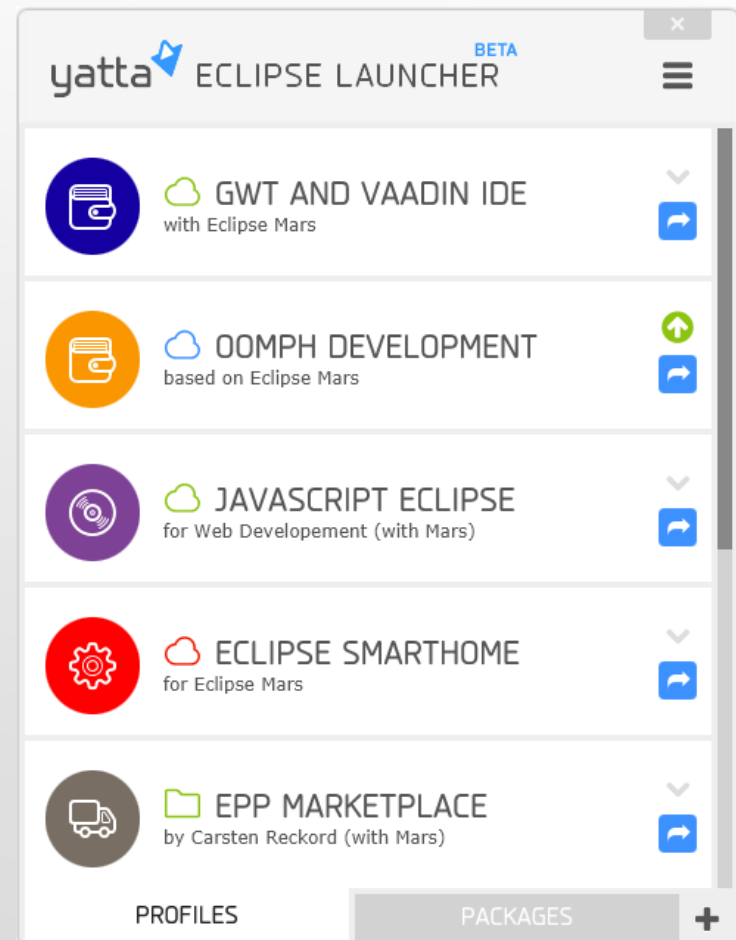 BETA
yatta ECLIPSE LAUNCHER
GWT AND VAADIN IDE
with Eclipse Mars
OOMPH DEVELOPMENT
based on Eclipse Mars
JAVASCRIPT ECLIPSE
for Web Developement (with Mars)
ECLIPSE SMARTHOME
for Eclipse Mars
EPP MARKETPLACE
by Carsten Reckord (with Mars)
PROFILES
PACKAGES